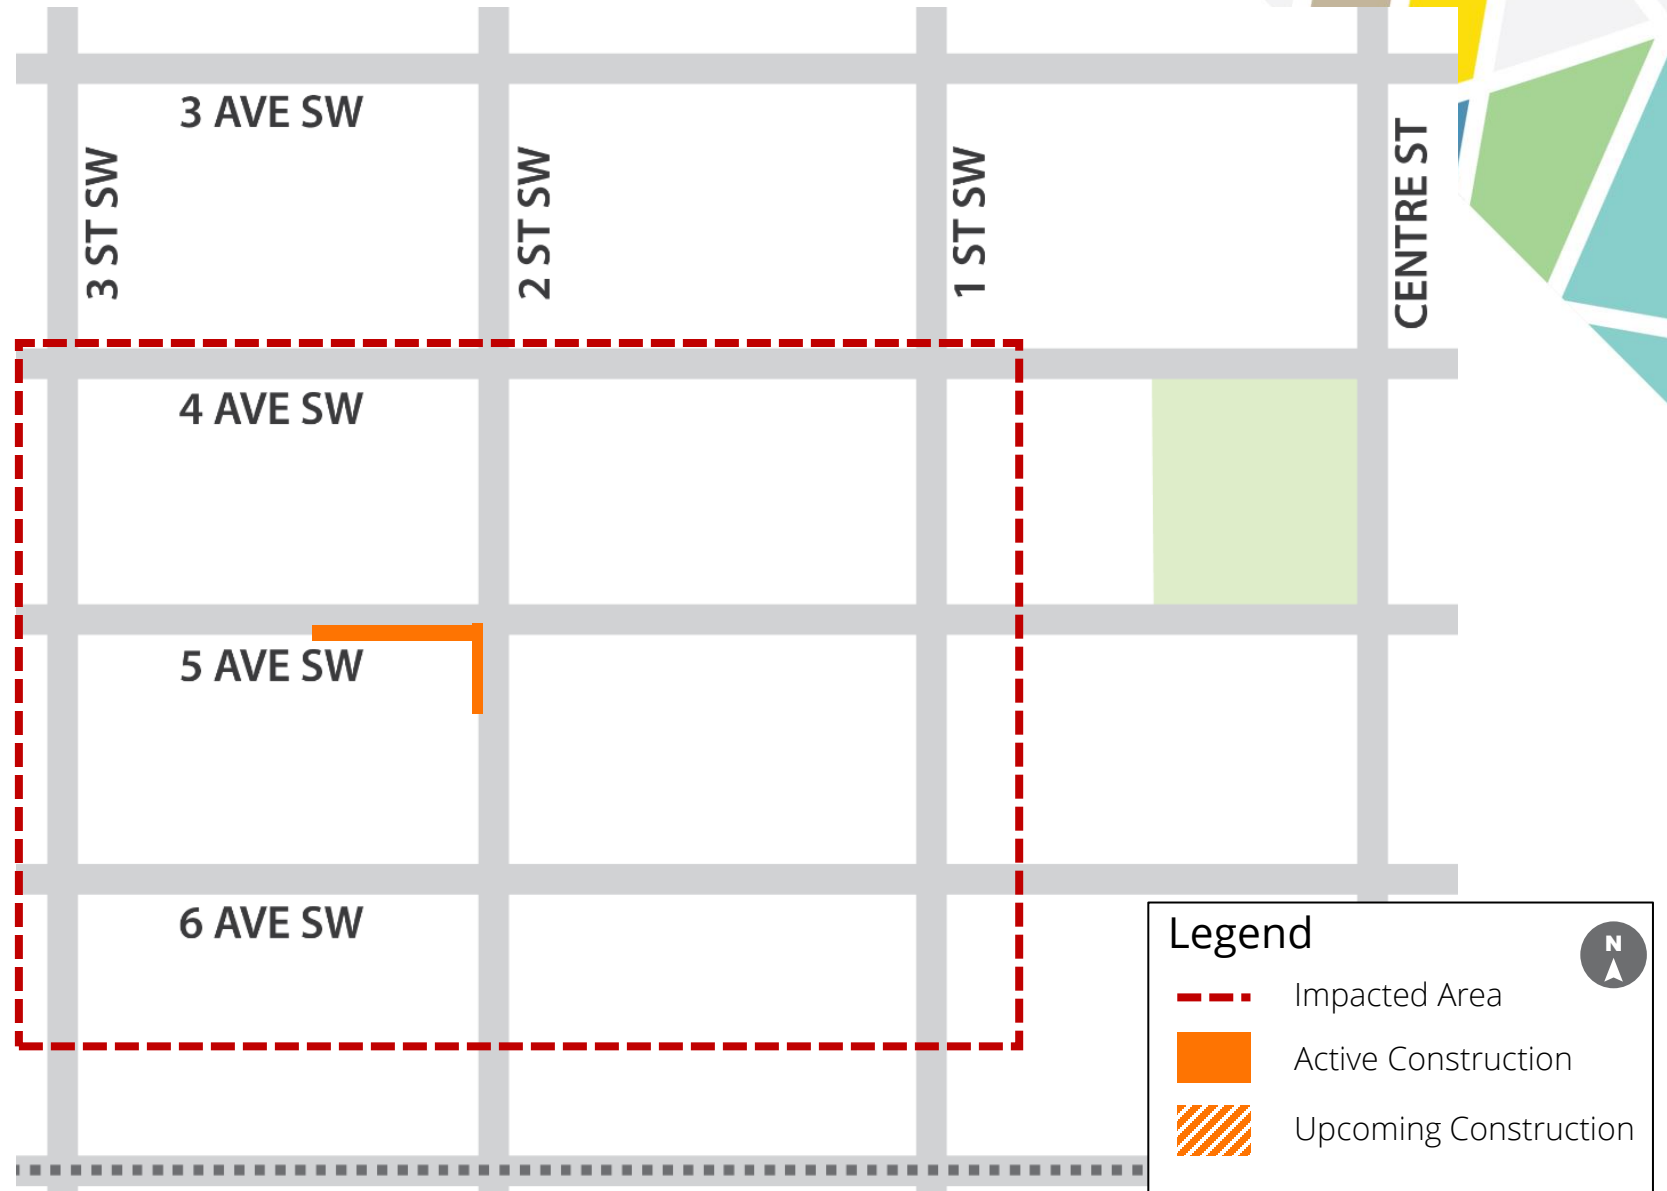 3 AVE SW
3 ST SW
2 ST SW
1 ST SW
CENTRE ST
4 AVE SW
5 AVE SW
6 AVE SW
Legend
N
Impacted Area
Active Construction
Upcoming Construction